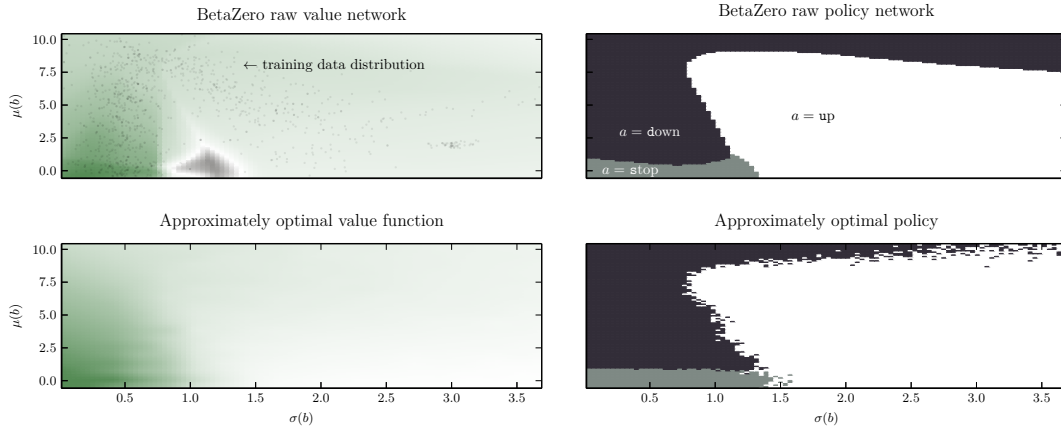 BetaZero raw value network
BetaZero raw policy network
10.0
7.5
5.0
2.5
0.0
μ(b)
← training data distribution
a = up
a = down
a = stop
Approximately optimal value function
Approximately optimal policy
10.0
7.5
5.0
2.5
0.0
μ(b)
0.5 1.0 1.5 2.0 2.5 3.0 3.5
σ(b)
0.5 1.0 1.5 2.0 2.5 3.0 3.5
σ(b)